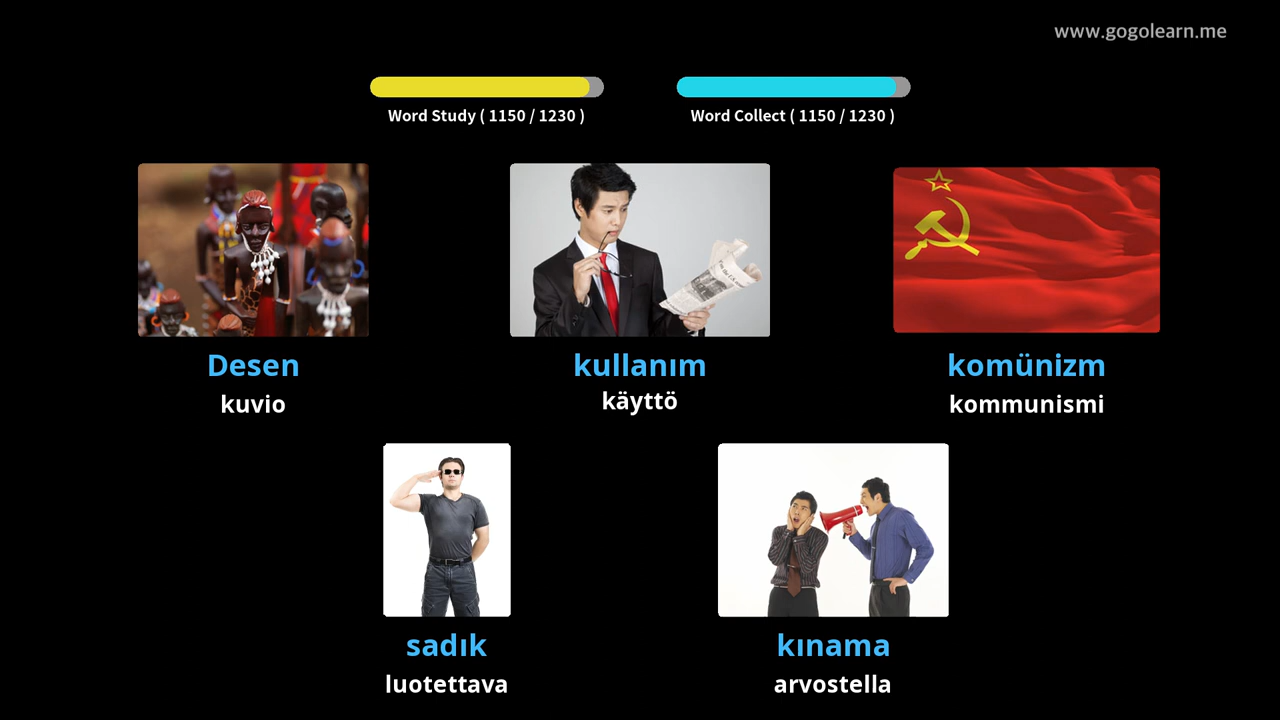 www.gogolearn.me
Word Study ( 1150 / 1230 )
Word Collect ( 1150 / 1230 )
Desen
kuvio
kullanım
käyttö
komünizm
kommunismi
sadık
luotettava
kınama
arvostella